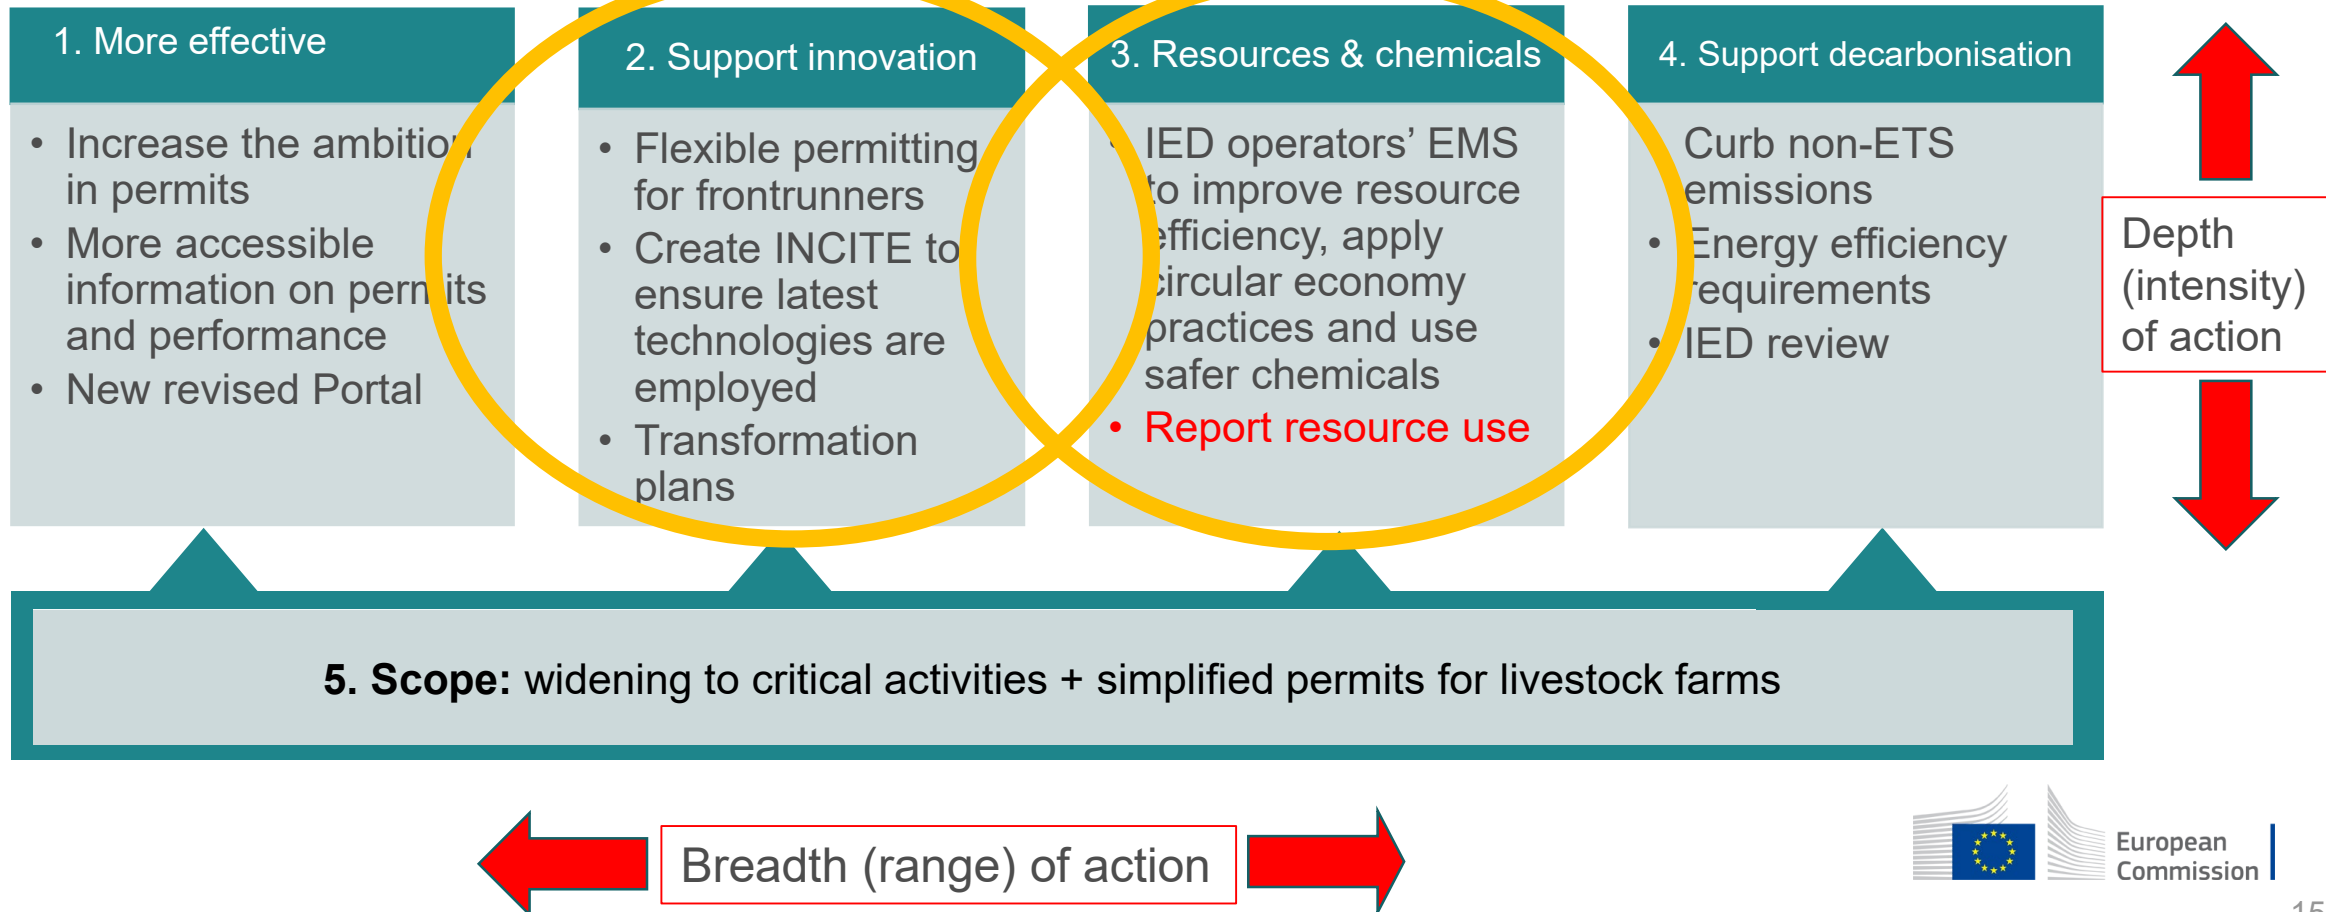 1. More effective
• Increase the ambition
in permits
• More accessible
information on permits
and performance
• New revised Portal
2. Support innovation
• Flexible permitting
for frontrunners
• Create INCITE to
ensure latest
technologies are
employed
• Transformation
plans
3. Resources & chemicals
• IED operators’ EMS
to improve resource
efficiency, apply
circular economy
practices and use
safer chemicals
• Report resource use
4. Support decarbonisation
Curb non-ETS
emissions
• Energy efficiency
requirements
• IED review
Depth
(intensity)
of action
5. Scope: widening to critical activities + simplified permits for livestock farms
Breadth (range) of action
European
Commission
15